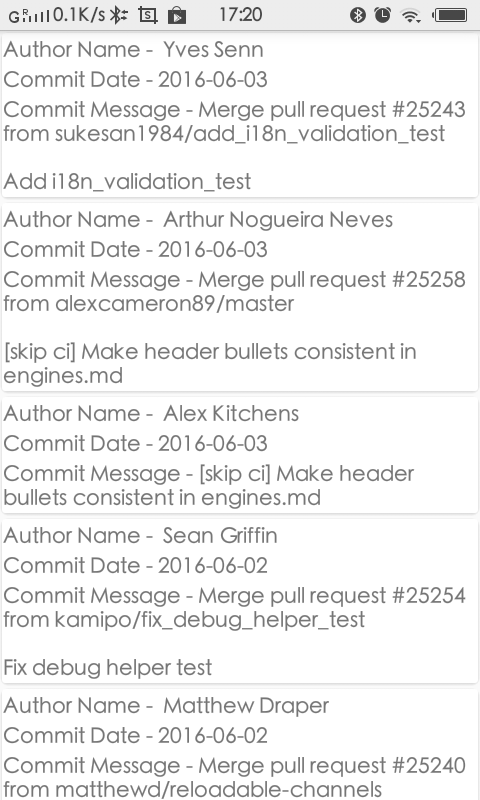 G R 0.1K/s S 17:20
Author Name - Yves Senn
Commit Date - 2016-06-03
Commit Message - Merge pull request #25243
from sukesan1984/add_i18n_validation_test
Add i18n_validation_test
Author Name - Arthur Nogueira Neves
Commit Date - 2016-06-03
Commit Message - Merge pull request #25258
from alexcameron89/master
[skip ci] Make header bullets consistent in
engines.md
Author Name - Alex Kitchens
Commit Date - 2016-06-03
Commit Message - [skip ci] Make header
bullets consistent in engines.md
Author Name - Sean Griffin
Commit Date - 2016-06-02
Commit Message - Merge pull request #25254
from kamipo/fix_debug_helper_test
Fix debug helper test
Author Name - Matthew Draper
Commit Date - 2016-06-02
Commit Message - Merge pull request #25240
from matthewd/reloadable-channels